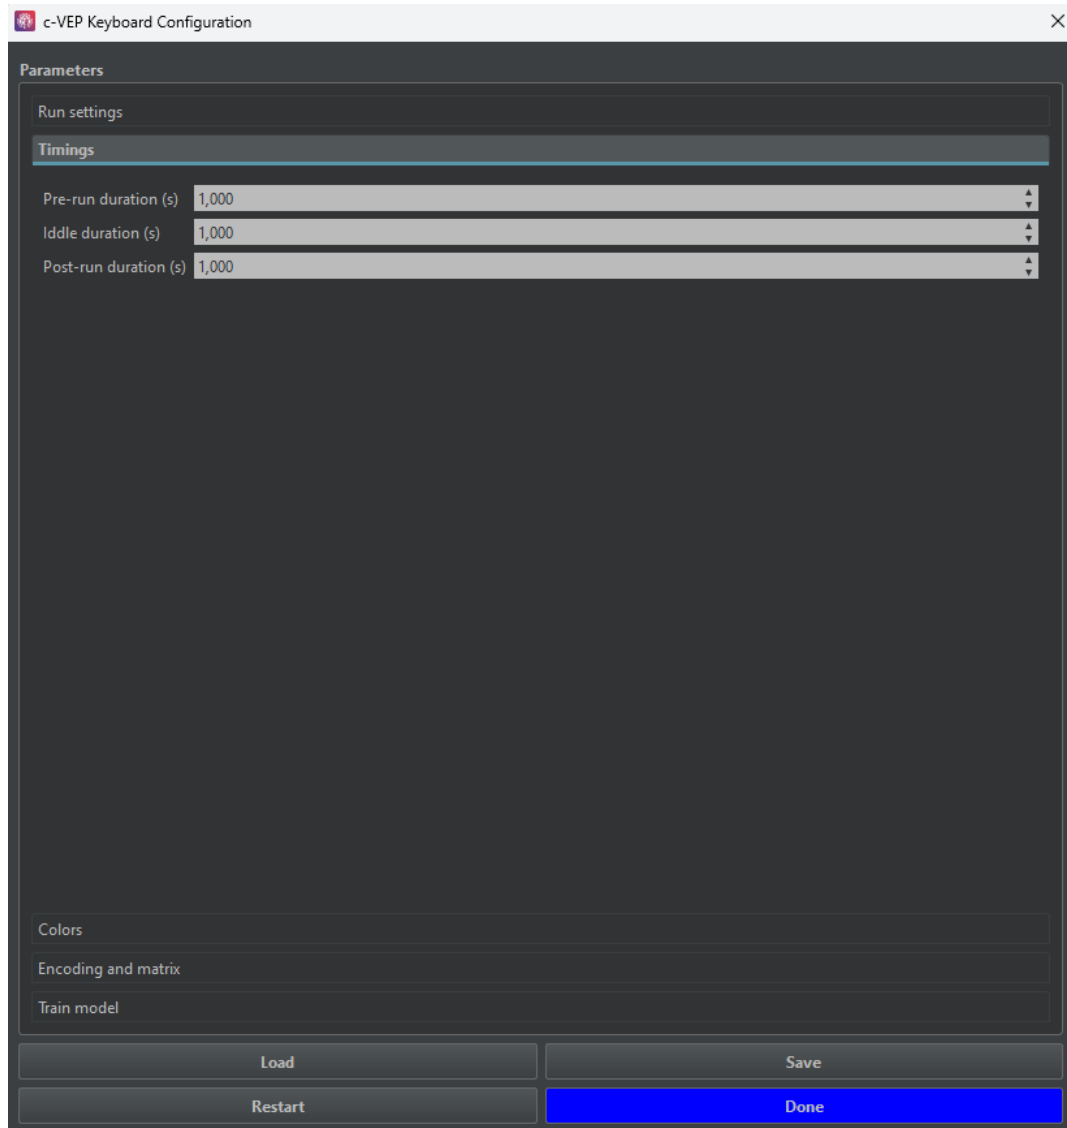 c-VEP Keyboard Configuration
Parameters
Run settings
Timings
Pre-run duration (s) 1,000
Iddle duration (s) 1,000
Post-run duration (s) 1,000
Colors
Encoding and matrix
Train model
Load Save
Restart Done